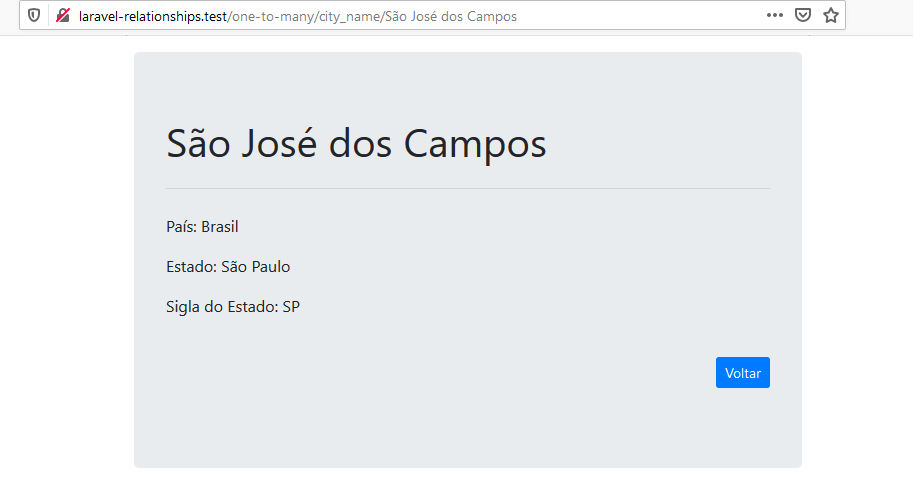 laravel-relationships.test/one-to-many/city_name/São José dos Campos
São José dos Campos
País: Brasil
Estado: São Paulo
Sigla do Estado: SP
Voltar